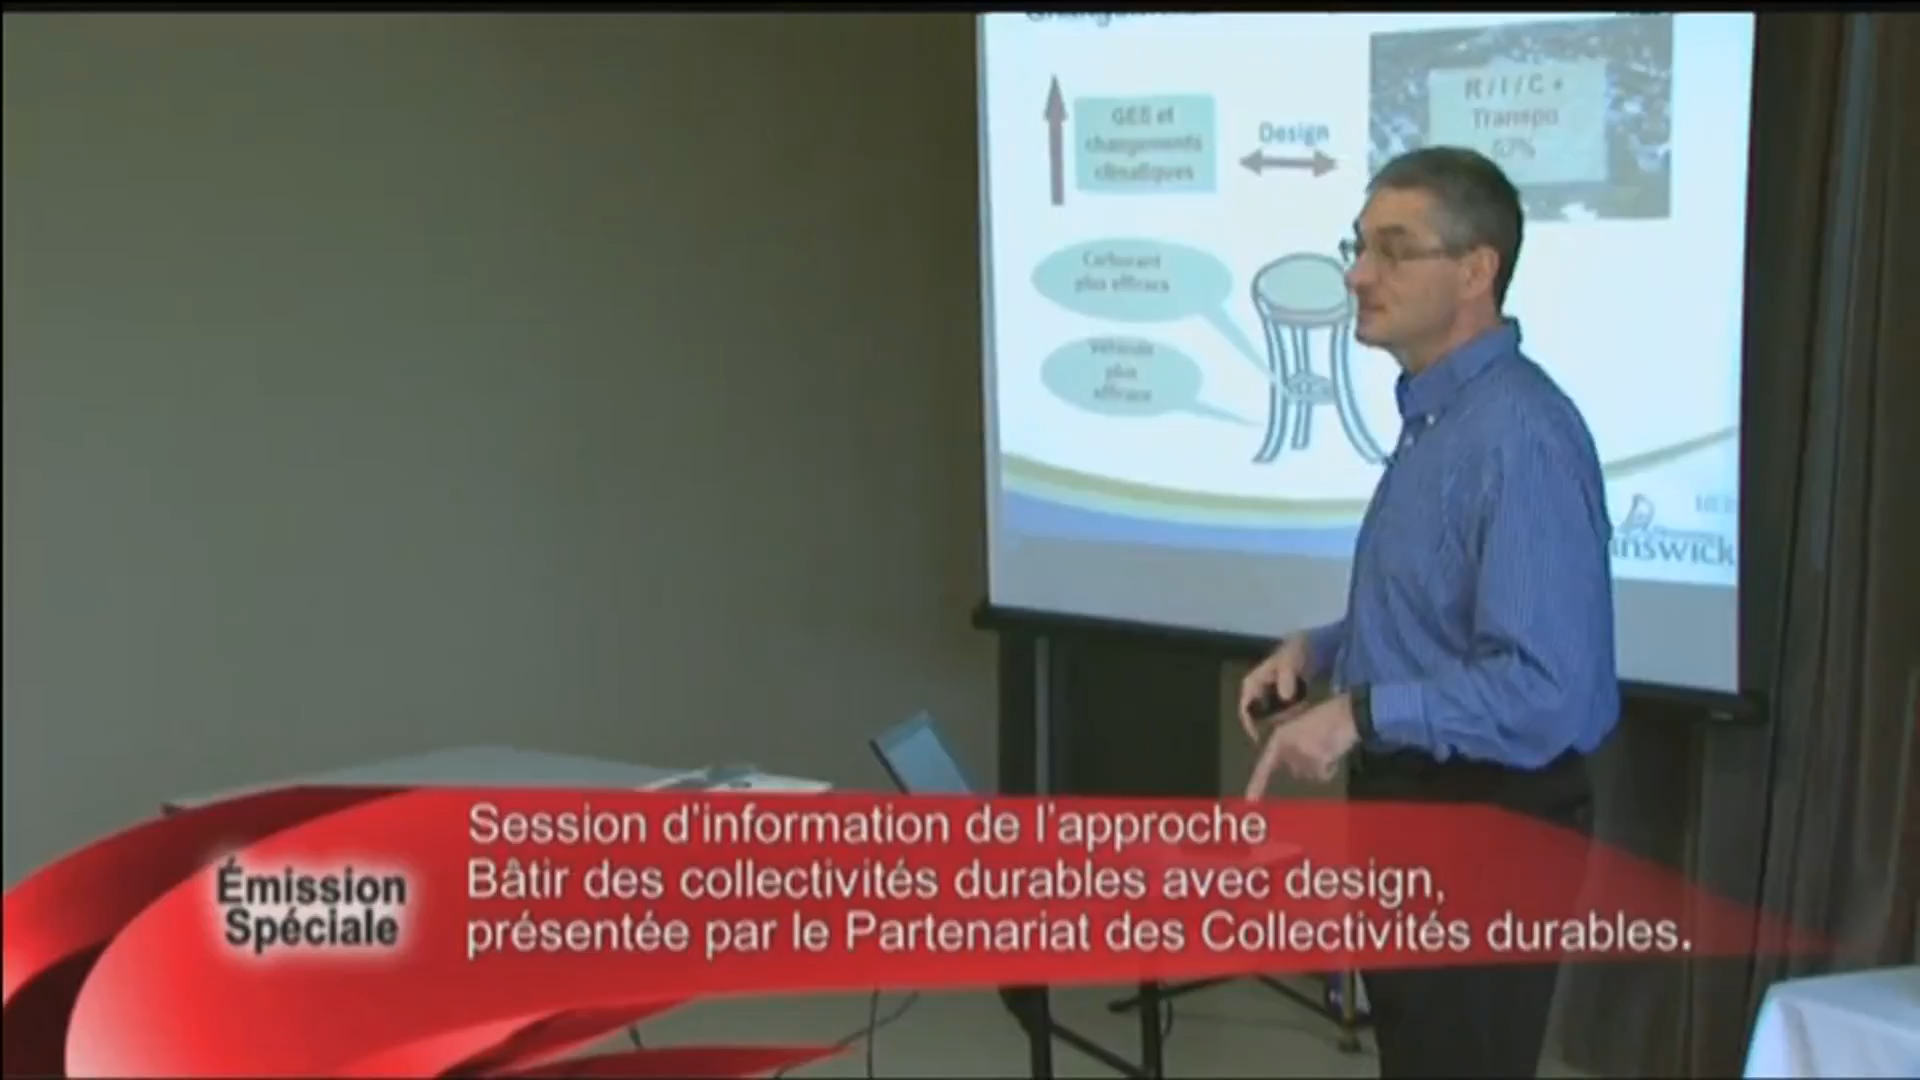 GES et
changements
climatiques
Design
R / I / C +
Transpo
Carburant
plus efficace
Véhicule
plus
efficace
Émission
Spéciale
Session d'information de l'approche
Bâtir des collectivités durables avec design,
présentée par le Partenariat des Collectivités durables.